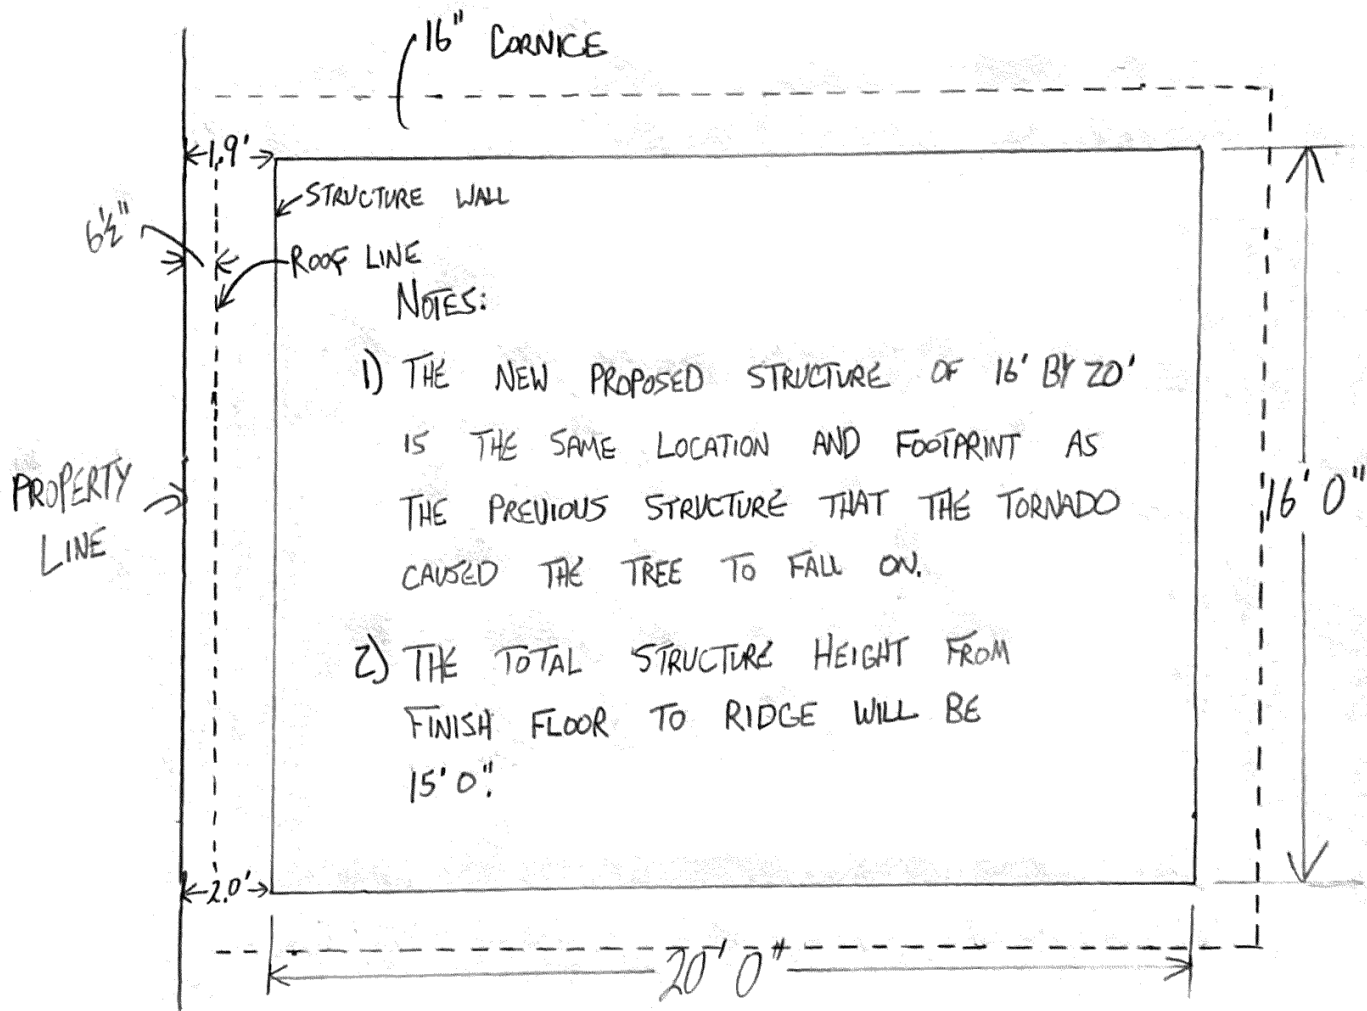 16" CORNICE
1.9'
STRUCTURE WALL
6½"
ROOF LINE
NOTES:
1) THE NEW PROPOSED STRUCTURE OF 16' BY 20'
IS THE SAME LOCATION AND FOOTPRINT AS
THE PREVIOUS STRUCTURE THAT THE TORNADO
CAUSED THE TREE TO FALL ON.
PROPERTY
LINE
16' 0"
2) THE TOTAL STRUCTURE HEIGHT FROM
FINISH FLOOR TO RIDGE WILL BE
15' 0".
2.0'
20' 0"